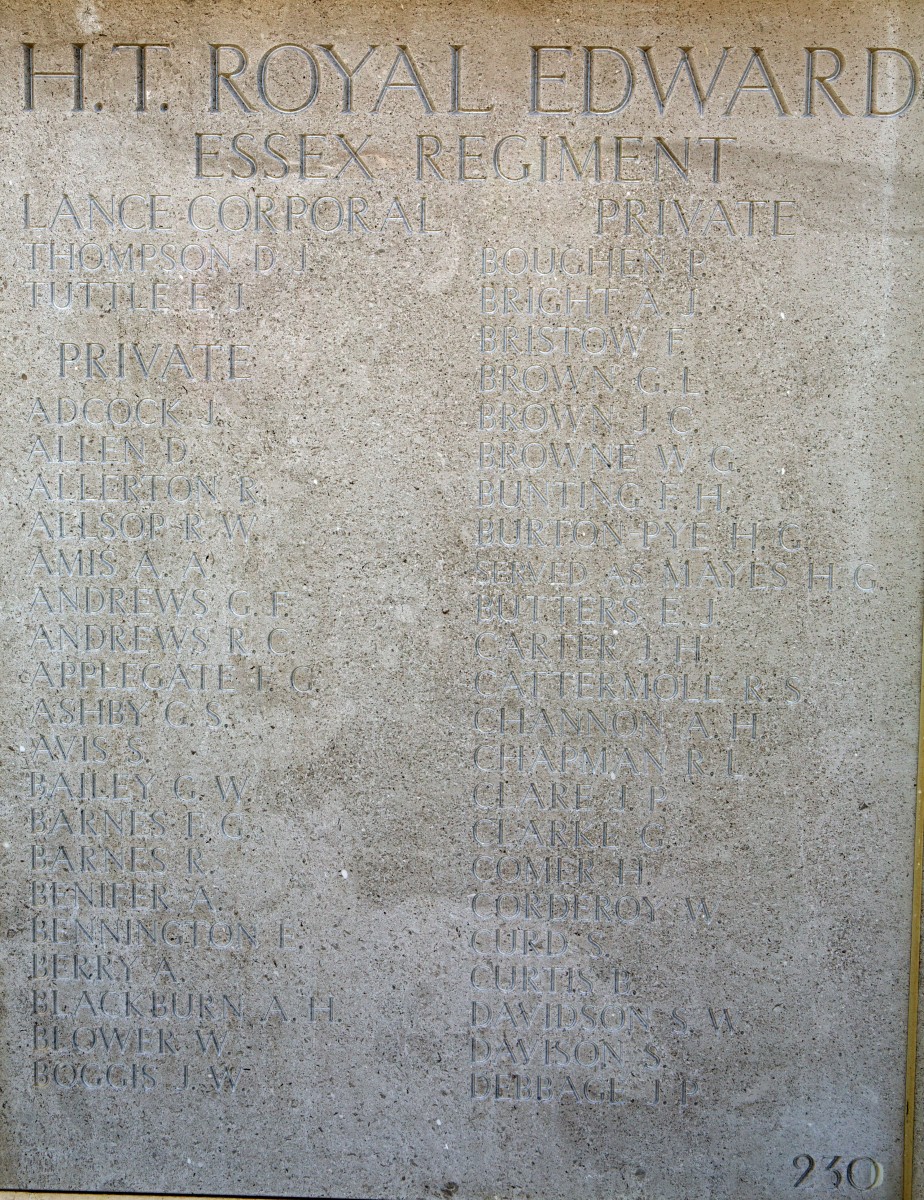 H.T. ROYAL EDWARD
ESSEX REGIMENT
LANCE CORPORAL
THOMPSON D. J.
TUTTLE E. J.
PRIVATE
ADCOCK J.
ALLEN D.
ALLERTON R.
ALLSOP R. W.
AMIS A. A.
ANDREWS G. F.
ANDREWS R. C.
APPLEGATE F. G.
ASHBY G. S.
AVIS S.
BAILEY G. W.
BARNES F. G.
BARNES R.
BENIFER A.
BENNINGTON E.
BERRY A.
BLACKBURN A. H.
BLOWER W.
BOGGIS J. W.
PRIVATE
BOUGHEN P.
BRIGHT A. J.
BRISTOW F.
BROWN G. L.
BROWN J. C.
BROWNE W. G.
BUNTING F. H.
BURTON PYE H. G.
SERVED AS MAYES H. G.
BUTTERS E. J.
CARTER J. H.
CATTERMOLE R. S.
CHANNON A. H.
CHAPMAN R. L.
CLARE J. P.
CLARKE G.
COMER H.
CORDEROY W.
CURD S.
CURTIS B.
DAVIDSON S. W.
DAVISON S.
DEBBAGE J. P.
230